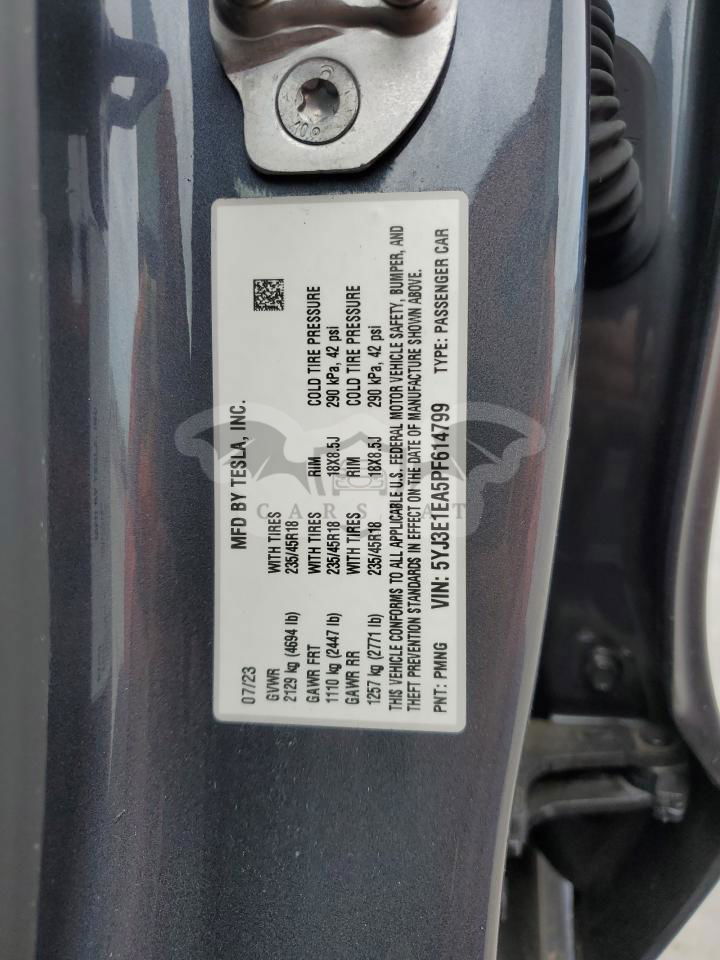 07/23 MFD BY TESLA, INC.
GVWR WITH TIRES RIM COLD TIRE PRESSURE
2129 kg (4694 lb) 235/45R18 18X8.5J 290 kPa, 42 psi
GAWR FRT WITH TIRES RIM COLD TIRE PRESSURE
1110 kg (2447 lb) 235/45R18 18X8.5J 290 kPa, 42 psi
GAWR RR
1257 kg (2771 lb) 235/45R18
THIS VEHICLE CONFORMS TO ALL APPLICABLE U.S. FEDERAL MOTOR VEHICLE SAFETY, BUMPER, AND
THEFT PREVENTION STANDARDS IN EFFECT ON THE DATE OF MANUFACTURE SHOWN ABOVE.
PNT: PMNG VIN: 5YJ3E1EA5PF614799 TYPE: PASSENGER CAR
10
CARSBAT